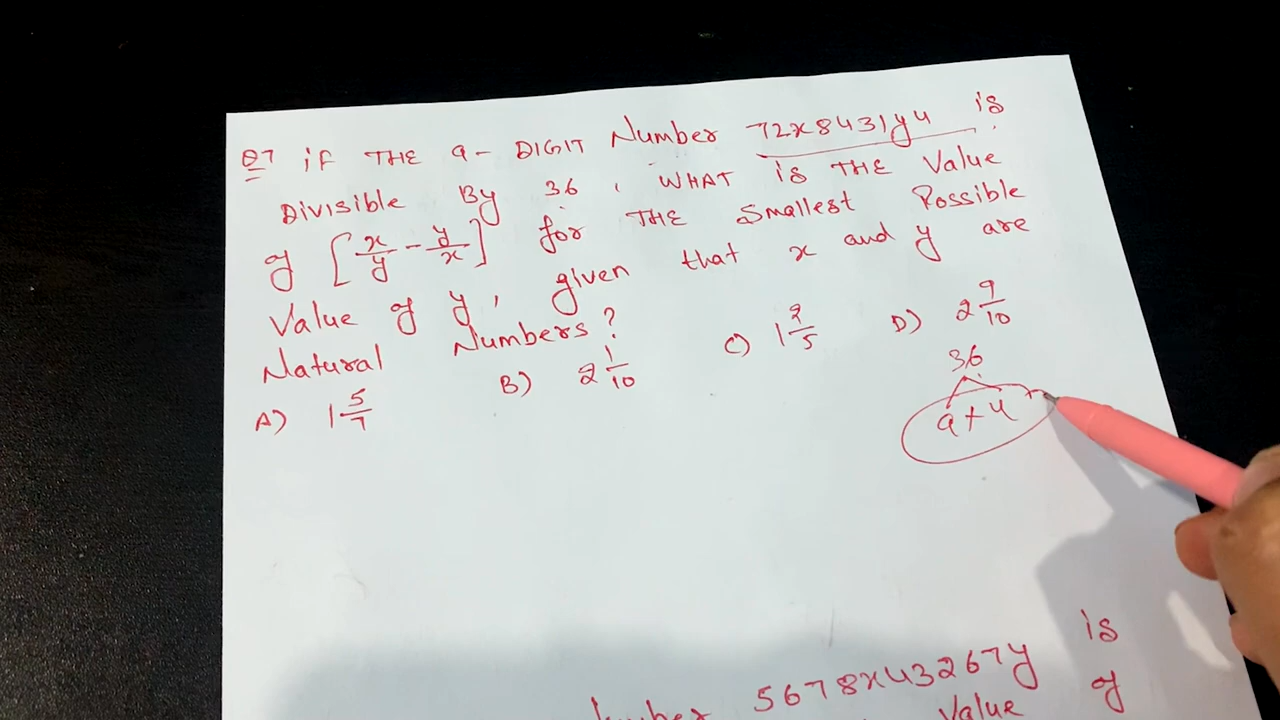 Q7 if THE 9- DIGIT Number 72x8431y4 is
Divisible By 36 , WHAT is THE Value
of [x/y - y/x] for THE Smallest Possible
Value of y, given that x and y are
Natural Numbers?
A) 1 5/7 B) 2 1/10 C) 1 2/5 D) 2 9/10
36
9 × 4
5678x43267y is
Value of